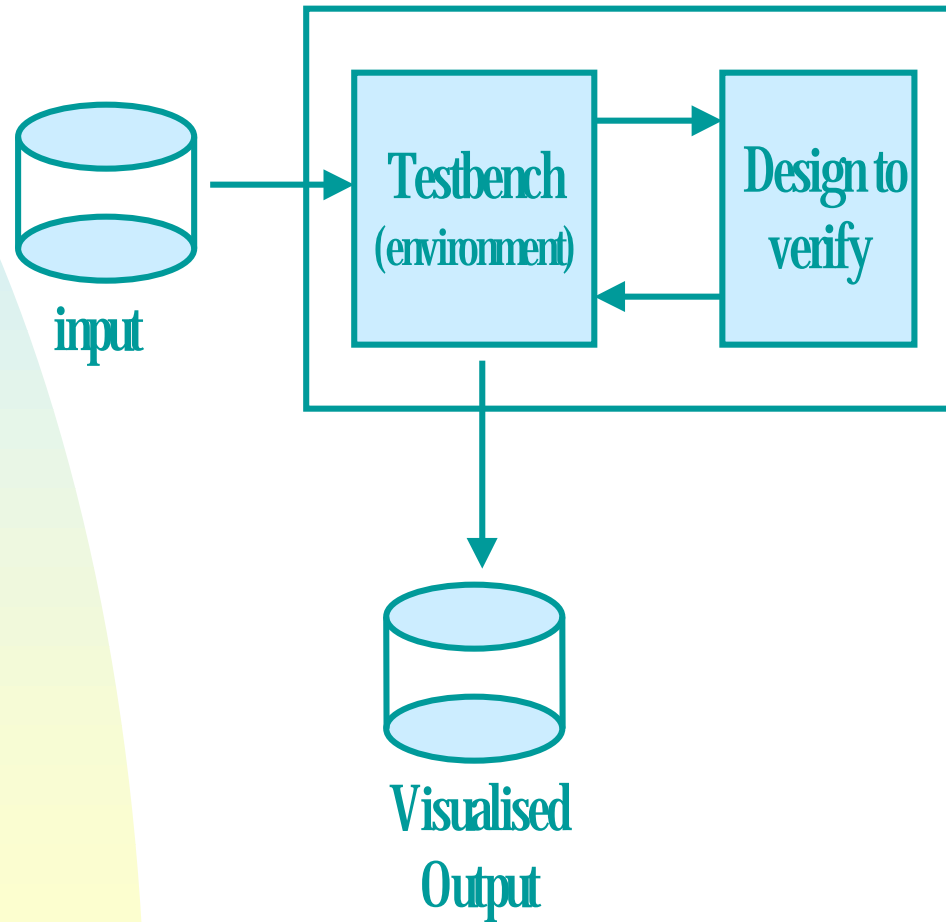 Testbench
(environment)
Design to
verify
input
Visualised
Output